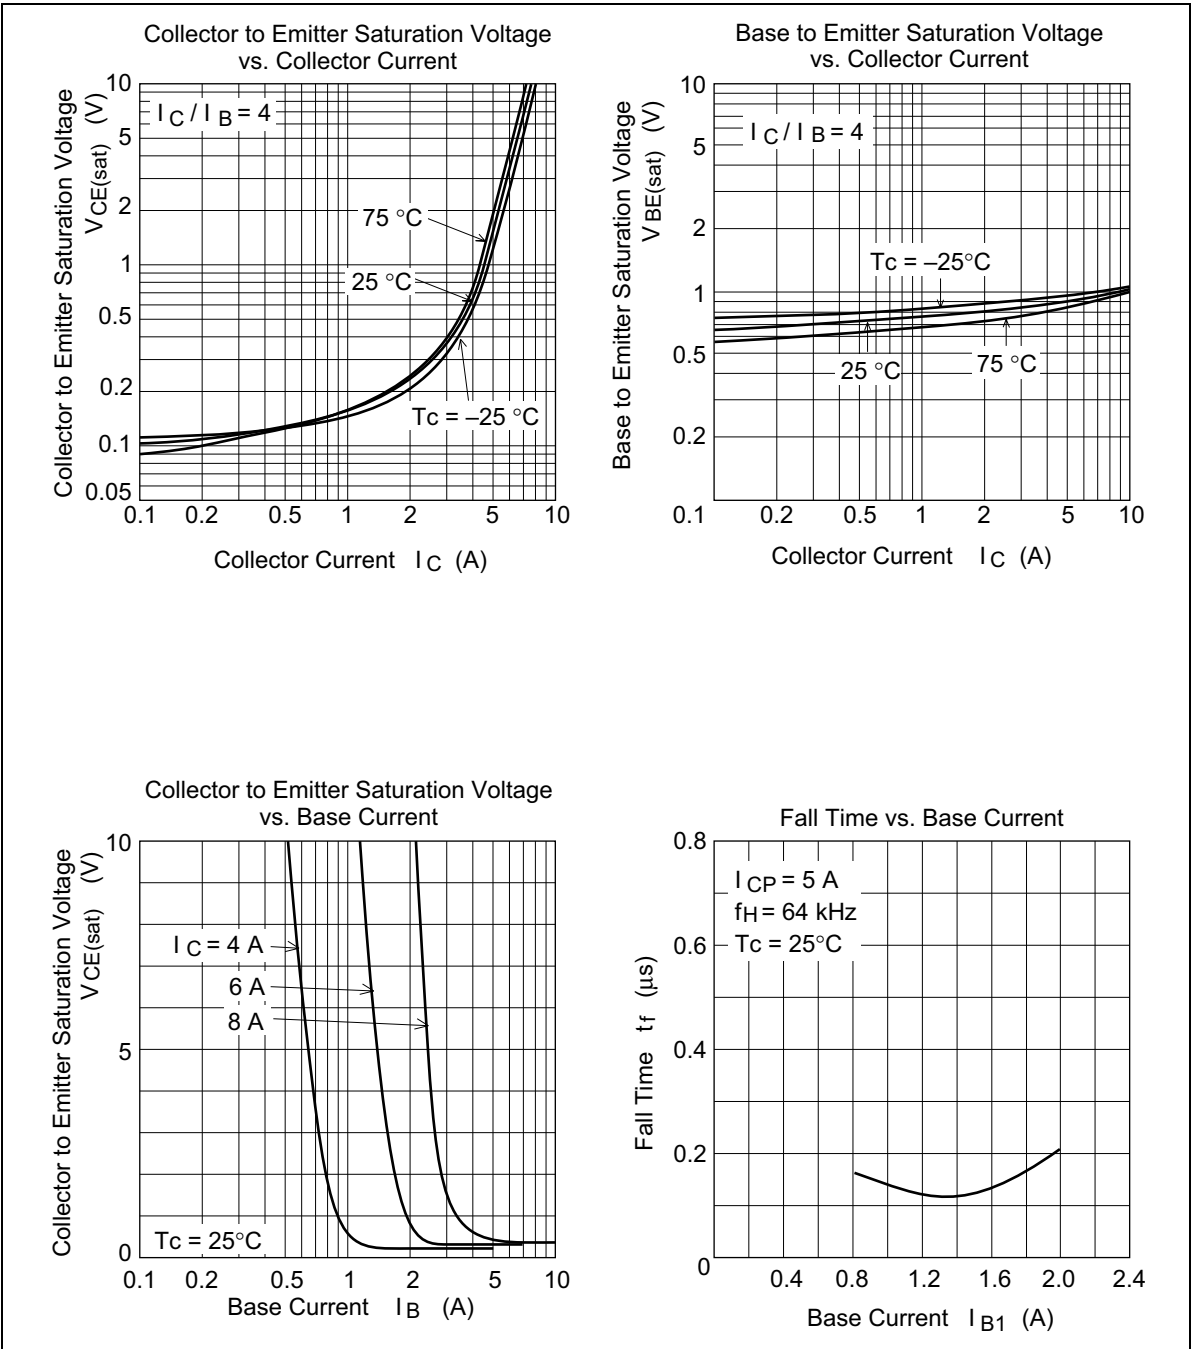 Collector to Emitter Saturation Voltage
vs. Collector Current
Collector to Emitter Saturation Voltage
V CE(sat) (V)
10
5
2
1
0.5
0.2
0.1
0.05
I C / I B = 4
75 °C
25 °C
Tc = –25 °C
0.1 0.2 0.5 1 2 5 10
Collector Current I C (A)
Base to Emitter Saturation Voltage
vs. Collector Current
Base to Emitter Saturation Voltage
V BE(sat) (V)
10
5
2
1
0.5
0.2
I C / I B = 4
Tc = –25°C
25 °C
75 °C
0.1 0.2 0.5 1 2 5 10
Collector Current I C (A)
Collector to Emitter Saturation Voltage
vs. Base Current
Collector to Emitter Saturation Voltage
V CE(sat) (V)
10
5
0
I C = 4 A
6 A
8 A
Tc = 25°C
0.1 0.2 0.5 1 2 5 10
Base Current I B (A)
Fall Time vs. Base Current
Fall Time tf (μs)
0.8
0.6
0.4
0.2
0
I CP = 5 A
fH = 64 kHz
Tc = 25°C
0.4 0.8 1.2 1.6 2.0 2.4
Base Current I B1 (A)